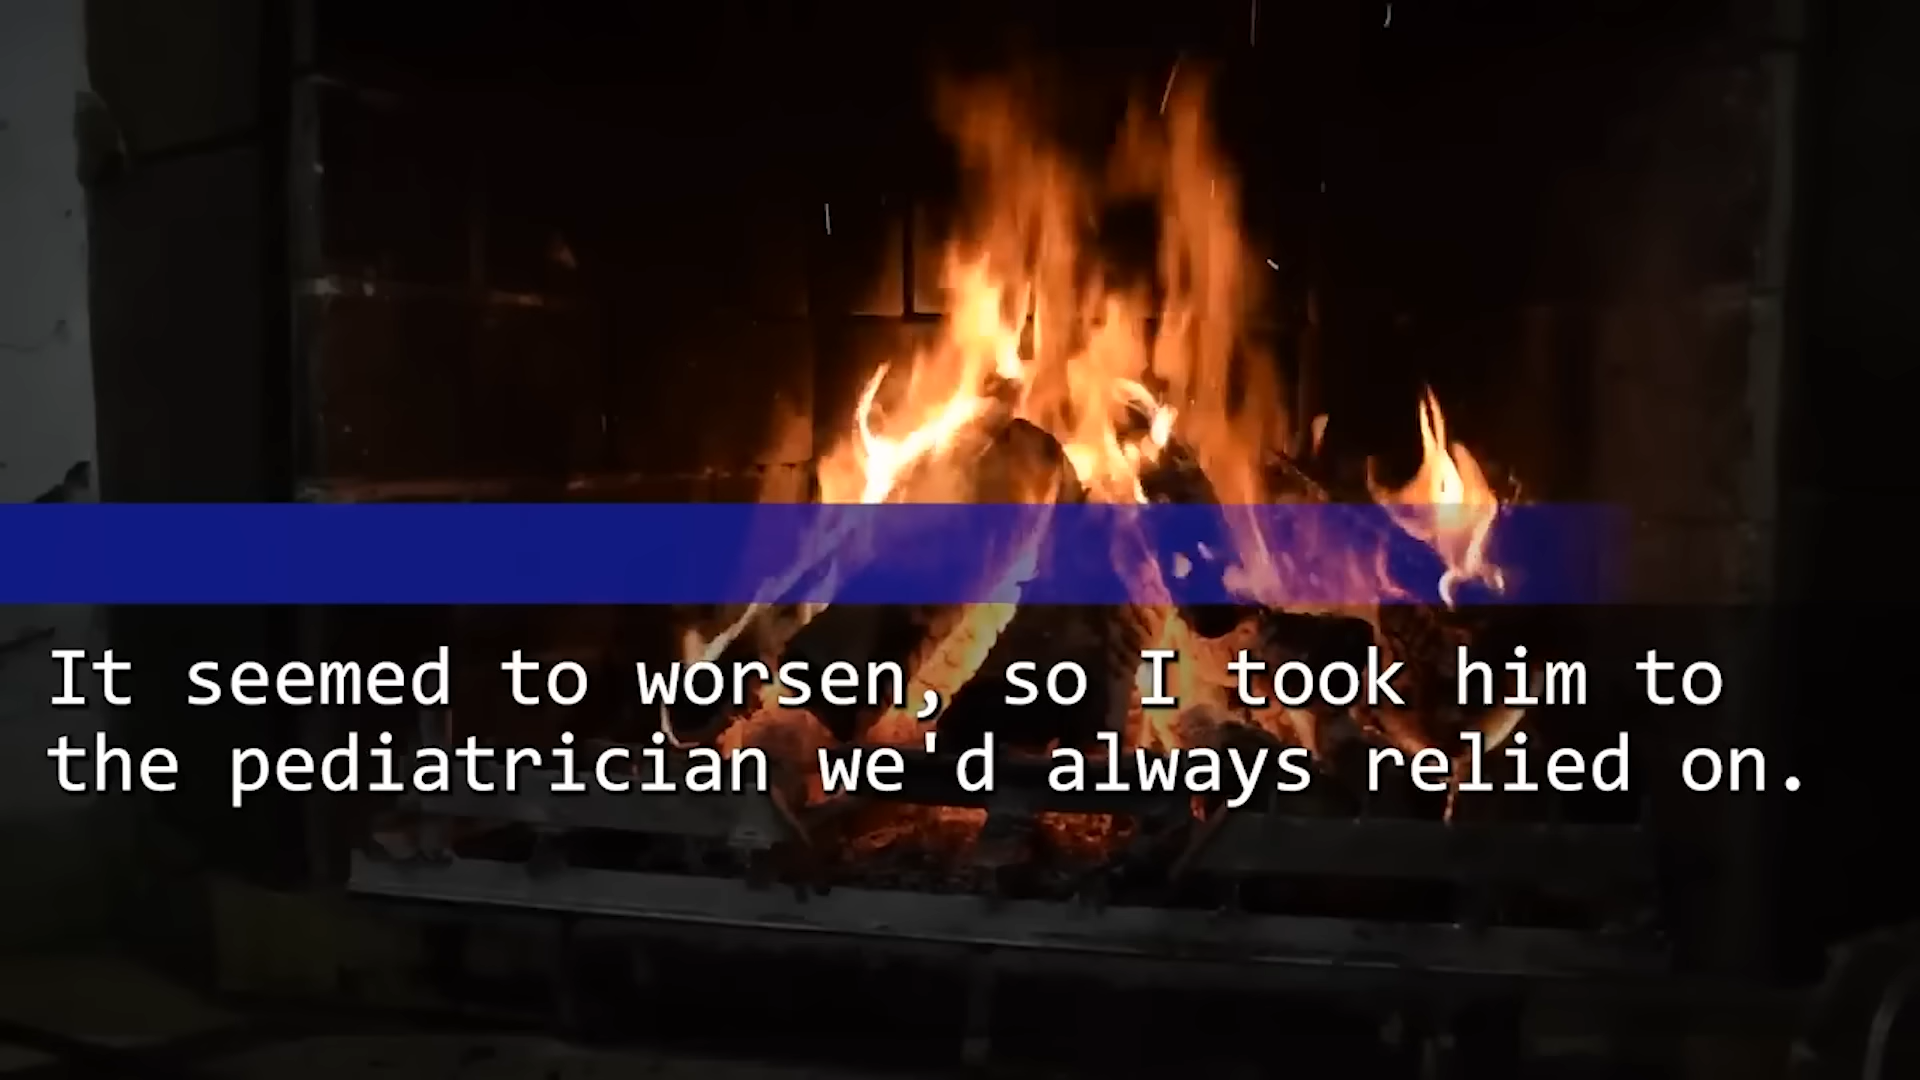 It seemed to worsen, so I took him to
the pediatrician we'd always relied on.